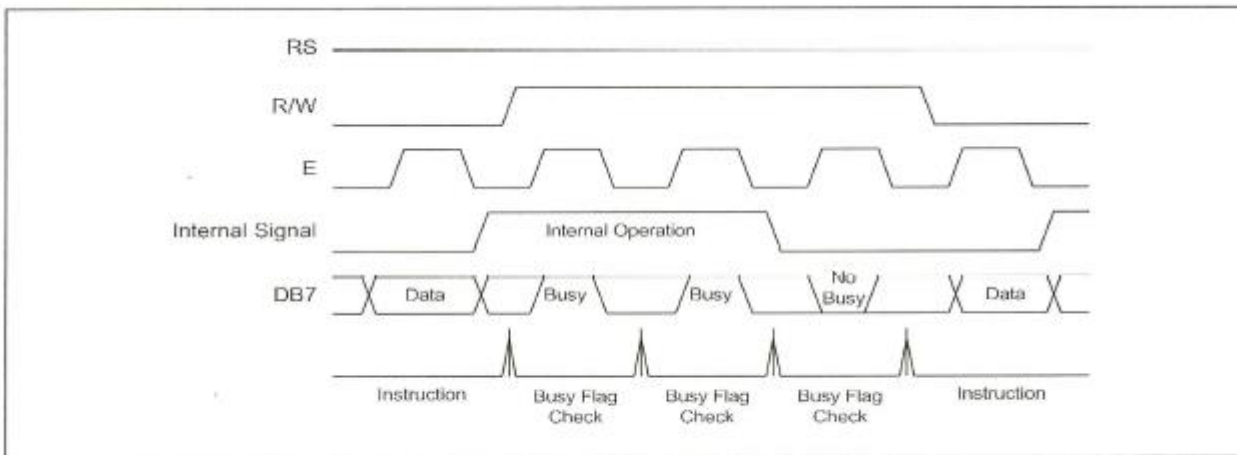 RS
R/W
E
Internal Signal
Internal Operation
DB7
Data
Busy
Busy
No
Busy
Data
Instruction
Busy Flag
Check
Busy Flag
Check
Busy Flag
Check
Instruction